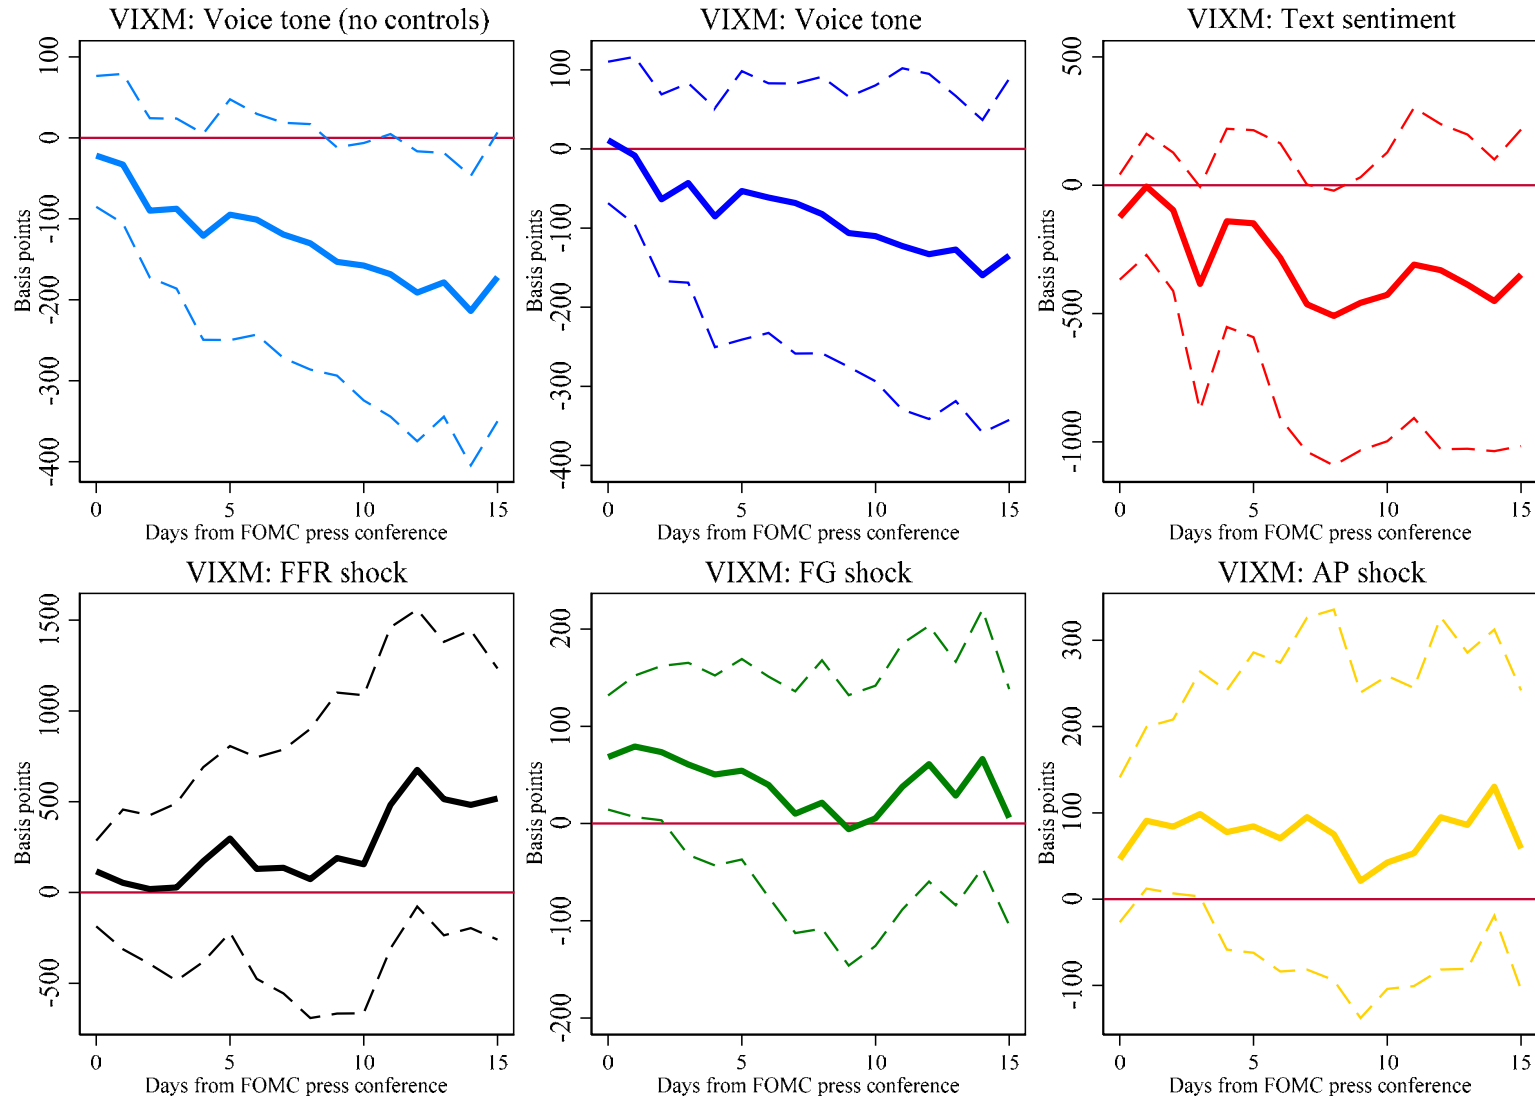 VIXM: Voice tone (no controls)
Basis points
100
0
-100
-200
-300
-400
0 5 10 15
Days from FOMC press conference
VIXM: Voice tone
Basis points
100
0
-100
-200
-300
-400
0 5 10 15
Days from FOMC press conference
VIXM: Text sentiment
Basis points
500
0
-500
-1000
0 5 10 15
Days from FOMC press conference
VIXM: FFR shock
Basis points
1500
1000
500
0
-500
0 5 10 15
Days from FOMC press conference
VIXM: FG shock
Basis points
200
100
0
-100
-200
0 5 10 15
Days from FOMC press conference
VIXM: AP shock
Basis points
300
200
100
0
-100
0 5 10 15
Days from FOMC press conference